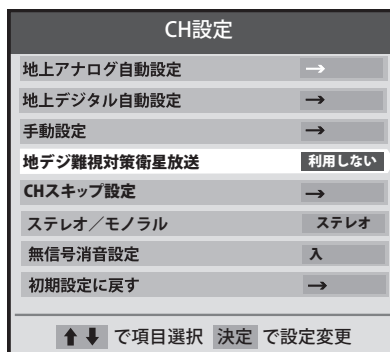 CH設定
地上アナログ自動設定 →
地上デジタル自動設定 →
手動設定 →
地デジ難視対策衛星放送 利用しない
CHスキップ設定 →
ステレオ／モノラル ステレオ
無信号消音設定 入
初期設定に戻す →
⬆⬇ で項目選択 決定 で設定変更